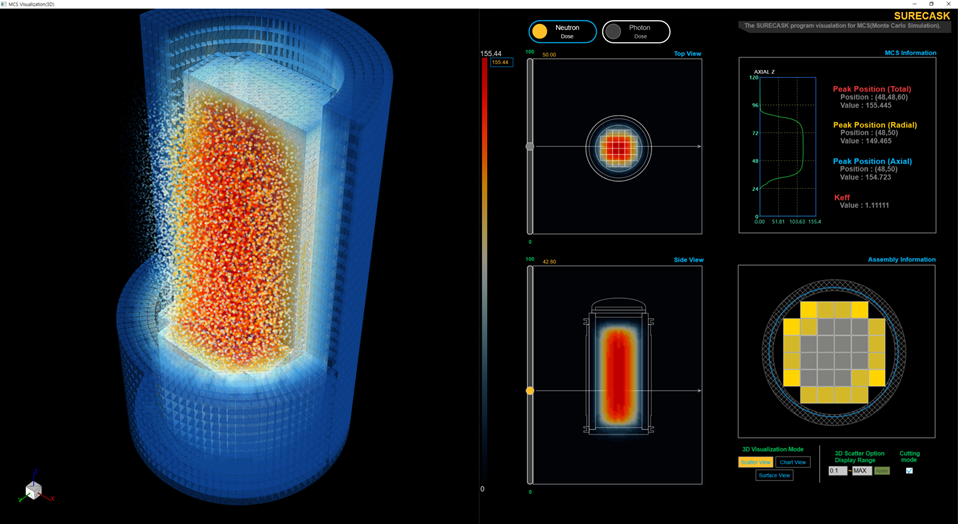 MCS Visualization(3D)
SURECASK
The SURECASK program visualation for MCS(Monte Carlo Simulation).
Neutron
Dose
Photon
Dose
155.44
155.44
0
Top View
100
50.00
0
Side View
100
42.60
0
MCS Information
AXIAL Z
120
96
72
48
24
0
0.00 51.81 103.63 155.4
Peak Position (Total)
Position : (48,48,60)
Value : 155.445
Peak Position (Radial)
Position : (48,50)
Value : 149.465
Peak Position (Axial)
Position : (48,50)
Value : 154.723
Keff
Value : 1.11111
Assembly Information
3D Visualization Mode
Scatter View
Chart View
Surface View
3D Scatter Option
Display Range
0.1 ~ MAX
Cutting
mode
Z
X
Y